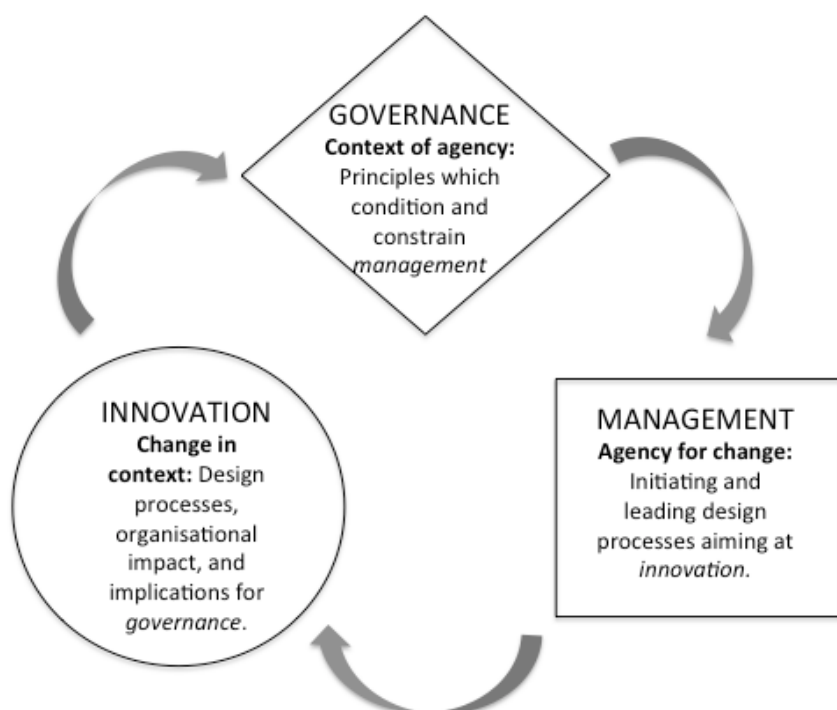 GOVERNANCE
Context of agency:
Principles which
condition and
constrain
management
INNOVATION
Change in
context: Design
processes,
organisational
impact, and
implications for
governance.
MANAGEMENT
Agency for change:
Initiating and
leading design
processes aiming at
innovation.